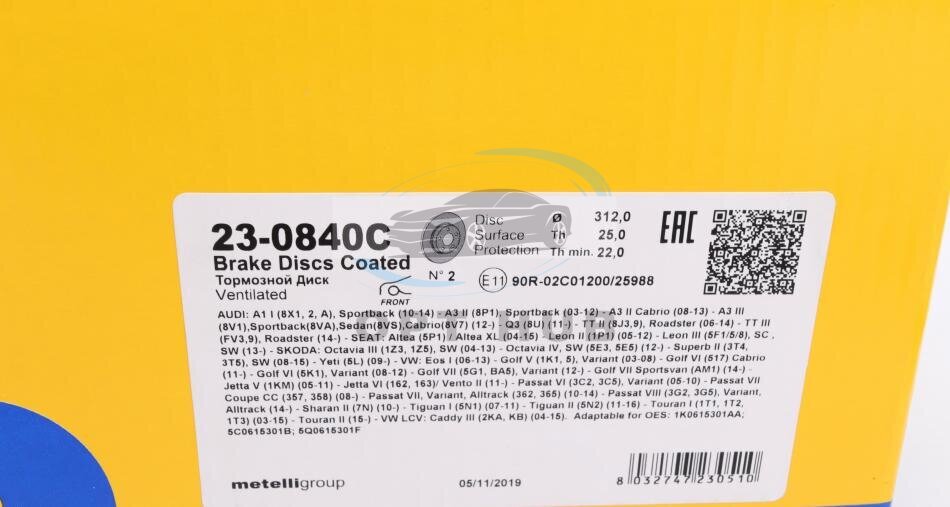 23-0840C
Brake Discs Coated
Тормозной Диск
Ventilated
N° 2
FRONT
Disc Ø 312,0
Surface Th 25,0
Protection Th min. 22,0
E11 90R-02C01200/25988
EAC
OPT HUB
AUDI: A1 I (8X1, 2, A), Sportback (10-14) - A3 II (8P1), Sportback (03-12)- A3 II Cabrio (08-13) - A3 III
(8V1),Sportback(8VA),Sedan(8VS),Cabrio(8V7) (12-) - Q3 (8U) (11-) - TT II (8J3,9), Roadster (06-14) - TT III
(FV3,9), Roadster (14-) - SEAT: Altea (5P1) / Altea XL (04-15) - Leon II (1P1) (05-12) - Leon III (5F1/5/8), SC ,
SW (13-) - SKODA: Octavia III (1Z3, 1Z5), SW (04-13) - Octavia IV, SW (5E3, 5E5) (12-) - Superb II (3T4,
3T5), SW (08-15) - Yeti (5L) (09-) - VW: Eos I (06-13) - Golf V (1K1, 5), Variant (03-08) - Golf VI (517) Cabrio
(11-) - Golf VI (5K1), Variant (08-12) - Golf VII (5G1, BA5), Variant (12-) - Golf VII Sportsvan (AM1) (14-) -
Jetta V (1KM) (05-11) - Jetta VI (162, 163)/ Vento II (11-) - Passat VI (3C2, 3C5), Variant (05-10) - Passat VII
Coupe CC (357, 358) (08-) - Passat VII, Variant, Alltrack (362, 365) (10-14) - Passat VIII (3G2, 3G5), Variant,
Alltrack (14-) - Sharan II (7N) (10-) - Tiguan I (5N1) (07-11) - Tiguan II (5N2) (11-16) - Touran I (1T1, 1T2,
1T3) (03-15) - Touran II (15-) - VW LCV: Caddy III (2KA, KB) (04-15). Adaptable for OES: 1K0615301AA;
5C0615301B; 5Q0615301F
metelligroup
05/11/2019
8 032747 230510